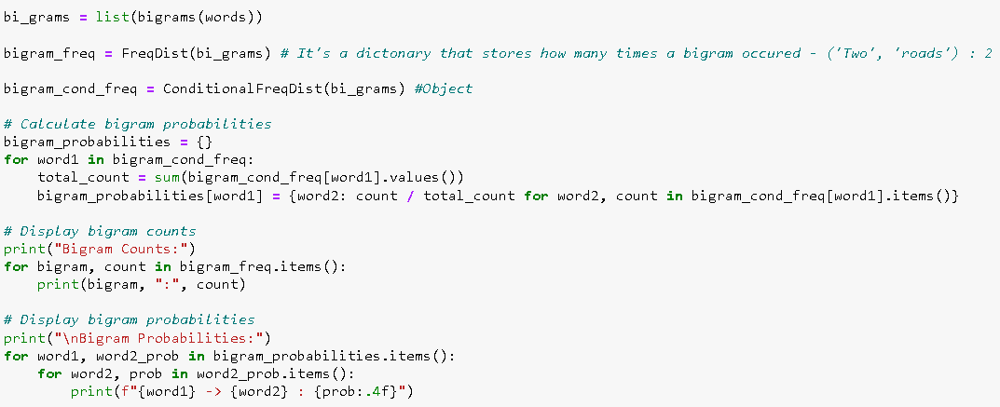 bi_grams = list(bigrams(words))
bigram_freq = FreqDist(bi_grams) # It's a dictonary that stores how many times a bigram occured - ('Two', 'roads') : 2
bigram_cond_freq = ConditionalFreqDist(bi_grams) #Object
# Calculate bigram probabilities
bigram_probabilities = {}
for word1 in bigram_cond_freq:
    total_count = sum(bigram_cond_freq[word1].values())
    bigram_probabilities[word1] = {word2: count / total_count for word2, count in bigram_cond_freq[word1].items()}
# Display bigram counts
print("Bigram Counts:")
for bigram, count in bigram_freq.items():
    print(bigram, ":", count)
# Display bigram probabilities
print("\nBigram Probabilities:")
for word1, word2_prob in bigram_probabilities.items():
    for word2, prob in word2_prob.items():
        print(f"{word1} -> {word2} : {prob:.4f}")